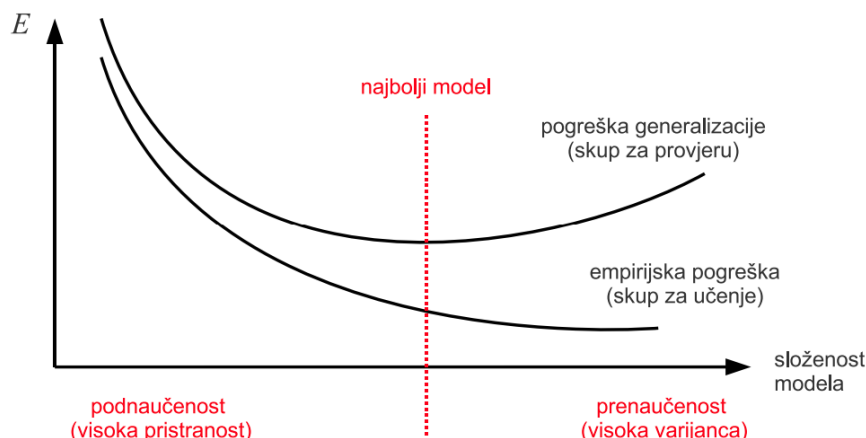 E
najbolji model
pogreška generalizacije
(skup za provjeru)
empirijska pogreška
(skup za učenje)
složenost
modela
podnaučenost
(visoka pristranost)
prenaučenost
(visoka varijanca)